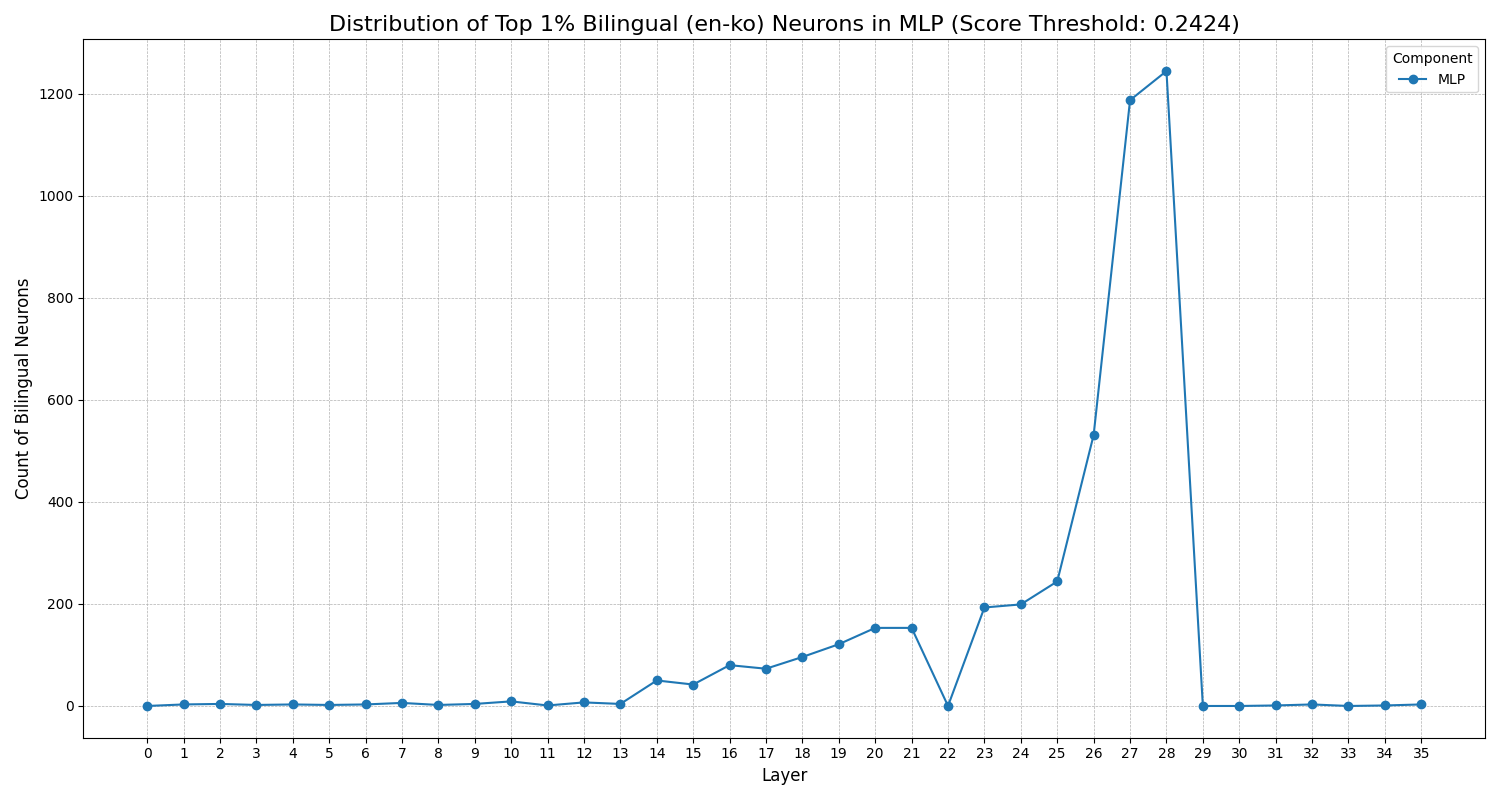 Distribution of Top 1% Bilingual (en-ko) Neurons in MLP (Score Threshold: 0.2424)
Component
MLP
Count of Bilingual Neurons
1200
1000
800
600
400
200
0
0 1 2 3 4 5 6 7 8 9 10 11 12 13 14 15 16 17 18 19 20 21 22 23 24 25 26 27 28 29 30 31 32 33 34 35
Layer